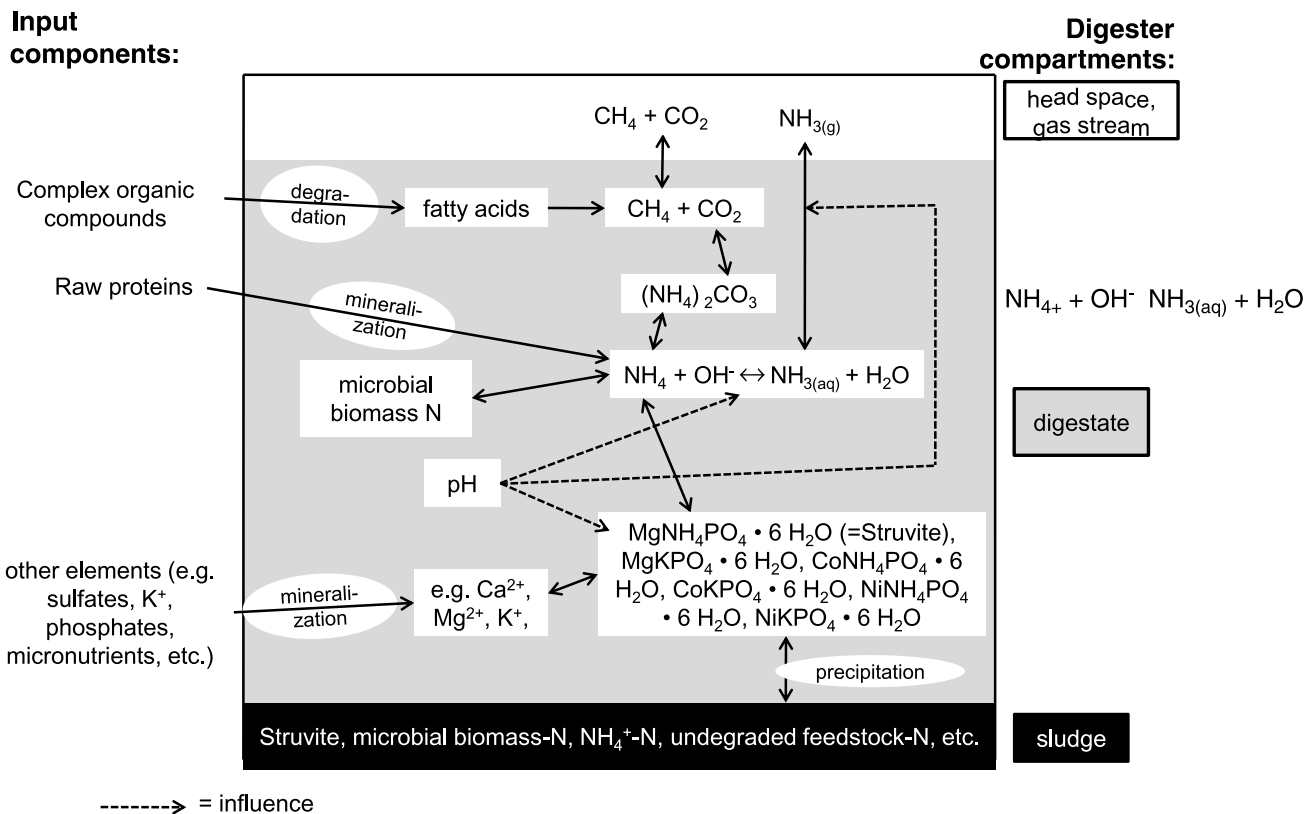 Input
components:
Digester
compartments:
head space,
gas stream
CH₄ + CO₂
NH₃₍g₎
Complex organic
compounds
degra-
dation
fatty acids
CH₄ + CO₂
Raw proteins
minerali-
zation
(NH₄) ₂CO₃
NH₄₊ + OH⁻ NH₃₍aq₎ + H₂O
microbial
biomass N
NH₄ + OH⁻ ↔ NH₃₍aq₎ + H₂O
digestate
pH
MgNH₄PO₄ • 6 H₂O (=Struvite),
MgKPO₄ • 6 H₂O, CoNH₄PO₄ • 6
H₂O, CoKPO₄ • 6 H₂O, NiNH₄PO₄
• 6 H₂O, NiKPO₄ • 6 H₂O
other elements (e.g.
sulfates, K⁺,
phosphates,
micronutrients, etc.)
minerali-
zation
e.g. Ca²⁺,
Mg²⁺, K⁺,
precipitation
Struvite, microbial biomass-N, NH₄⁺-N, undegraded feedstock-N, etc.
sludge
= influence